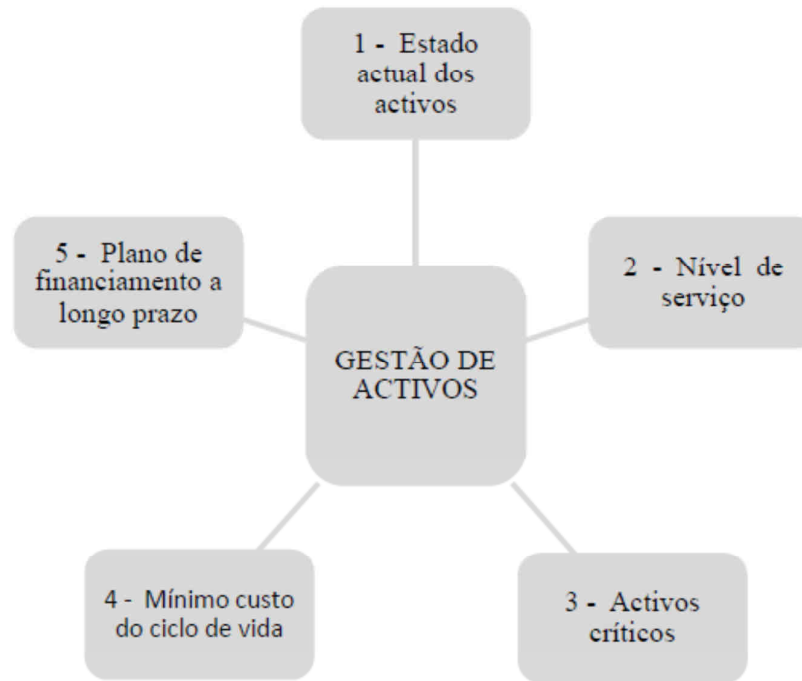 1 - Estado
actual dos
activos
5 - Plano de
financiamento a
longo prazo
2 - Nível de
serviço
GESTÃO DE
ACTIVOS
4 - Mínimo custo
do ciclo de vida
3 - Activos
críticos